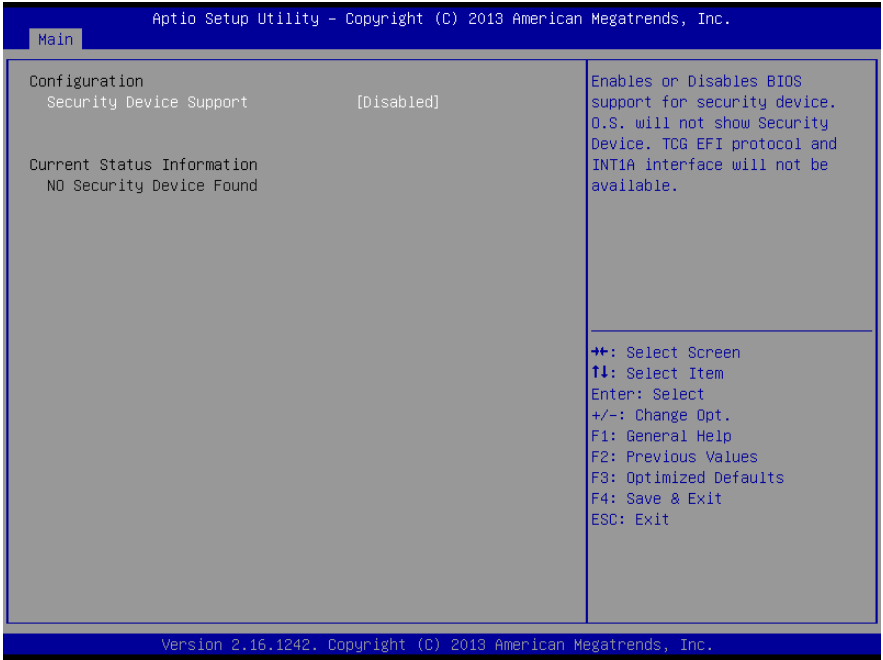 Aptio Setup Utility – Copyright (C) 2013 American Megatrends, Inc.
Main
Configuration
Security Device Support [Disabled]
Current Status Information
NO Security Device Found
Enables or Disables BIOS
support for security device.
O.S. will not show Security
Device. TCG EFI protocol and
INT1A interface will not be
available.
→←: Select Screen
↑↓: Select Item
Enter: Select
+/-: Change Opt.
F1: General Help
F2: Previous Values
F3: Optimized Defaults
F4: Save & Exit
ESC: Exit
Version 2.16.1242. Copyright (C) 2013 American Megatrends, Inc.